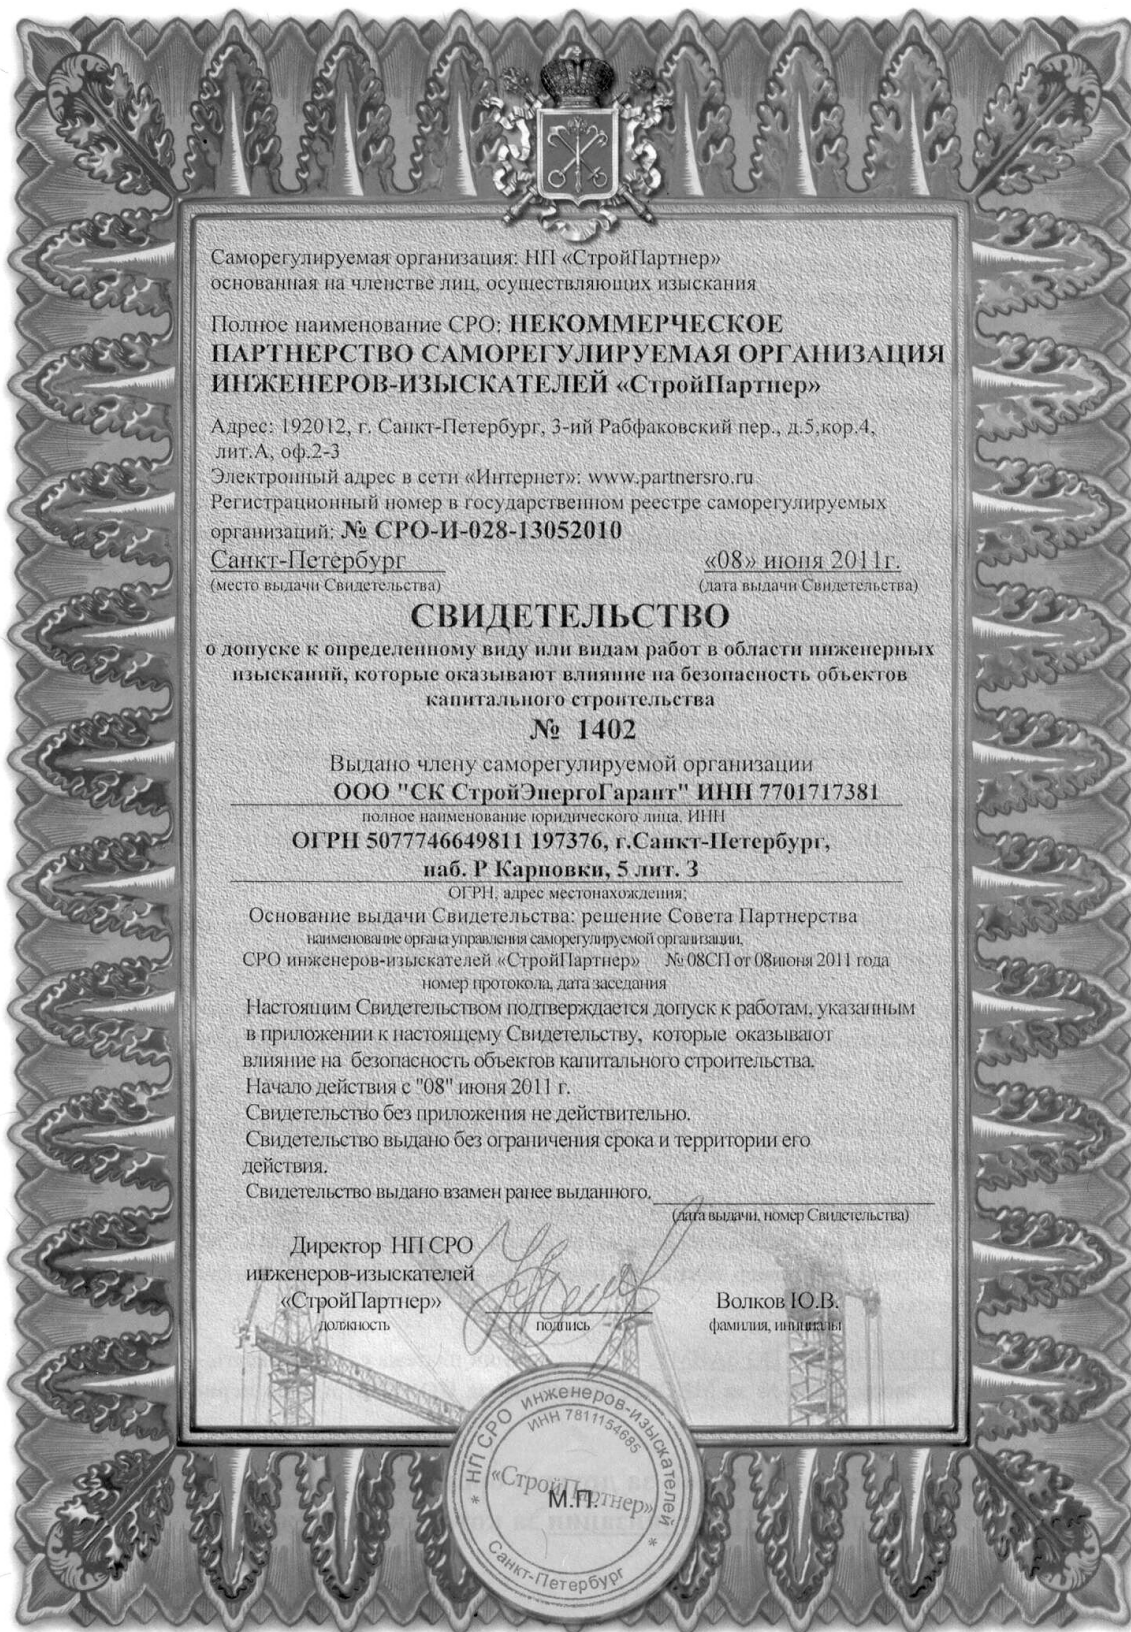 Саморегулируемая организация: НП «СтройПартнер»
основанная на членстве лиц, осуществляющих изыскания
Полное наименование СРО: НЕКОММЕРЧЕСКОЕ
ПАРТНЕРСТВО САМОРЕГУЛИРУЕМАЯ ОРГАНИЗАЦИЯ
ИНЖЕНЕРОВ-ИЗЫСКАТЕЛЕЙ «СтройПартнер»
Адрес: 192012, г. Санкт-Петербург, 3-ий Рабфаковский пер., д.5,кор.4,
лит.А, оф.2-3
Электронный адрес в сети «Интернет»: www.partnersro.ru
Регистрационный номер в государственном реестре саморегулируемых
организаций: № СРО-И-028-13052010
Санкт-Петербург «08» июня 2011г.
(место выдачи Свидетельства) (дата выдачи Свидетельства)
СВИДЕТЕЛЬСТВО
о допуске к определенному виду или видам работ в области инженерных
изысканий, которые оказывают влияние на безопасность объектов
капитального строительства
№ 1402
Выдано члену саморегулируемой организации
ООО "СК СтройЭнергоГарант" ИНН 7701717381
полное наименование юридического лица, ИНН
ОГРН 5077746649811 197376, г.Санкт-Петербург,
наб. Р Карповки, 5 лит. З
ОГРН, адрес местонахождения;
Основание выдачи Свидетельства: решение Совета Партнерства
наименование органа управления саморегулируемой организации,
СРО инженеров-изыскателей «СтройПартнер» № 08СП от 08июня 2011 года
номер протокола, дата заседания
Настоящим Свидетельством подтверждается допуск к работам, указанным
в приложении к настоящему Свидетельству, которые оказывают
влияние на безопасность объектов капитального строительства.
Начало действия с "08" июня 2011 г.
Свидетельство без приложения не действительно.
Свидетельство выдано без ограничения срока и территории его
действия.
Свидетельство выдано взамен ранее выданного,
(дата выдачи, номер Свидетельства)
Директор НП СРО
инженеров-изыскателей
«СтройПартнер» Волков Ю.В.
должность подпись фамилия, инициалы
* НП СРО инженеров-изыскателей *
ИНН 7811154685
«СтройПартнер»
М.П.
Санкт-Петербург